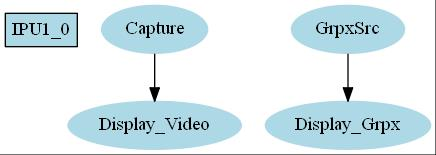 IPU1_0
Capture
GrpxSrc
Display_Video
Display_Grpx